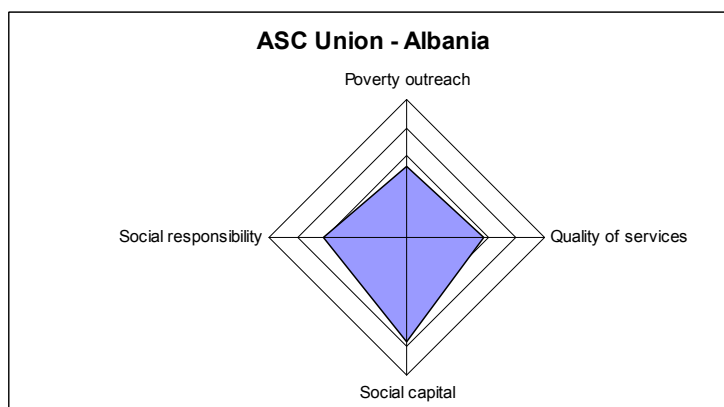 ASC Union - Albania
Poverty outreach
Social responsibility
Quality of services
Social capital